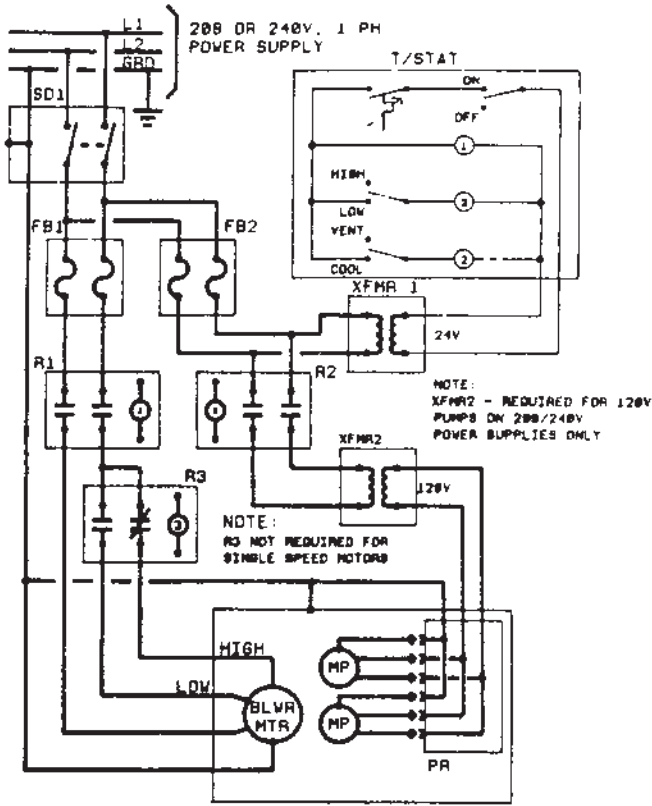 L1
208 OR 240V, 1 PH
L2
POWER SUPPLY
GRD
T/STAT
SD1
ON
OFF
1
HIGH
3
LOW
VENT
2
COOL
FB1
FB2
XFMR 1
24V
R1
R2
1
2
NOTE:
XFMR2 - REQUIRED FOR 120V
PUMPS ON 208/240V
POWER SUPPLIES ONLY
XFMR2
120V
R3
3
NOTE:
R3 NOT REQUIRED FOR
SINGLE SPEED MOTORS
HIGH
MP
LOW
BLWR
MTR
MP
PR